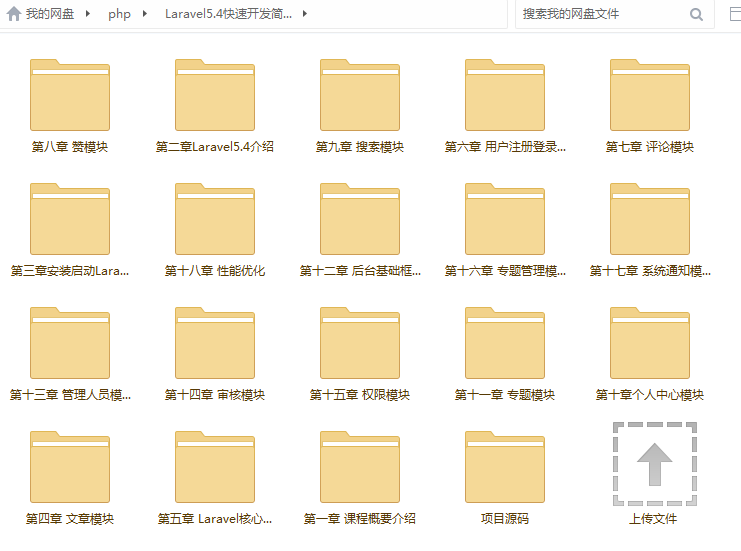 我的网盘 php Laravel5.4快速开发简... 搜索我的网盘文件
第八章 赞模块 第二章Laravel5.4介绍 第九章 搜索模块 第六章 用户注册登录... 第七章 评论模块
第三章安装启动Lara... 第十八章 性能优化 第十二章 后台基础框... 第十六章 专题管理模... 第十七章 系统通知模...
第十三章 管理人员模... 第十四章 审核模块 第十五章 权限模块 第十一章 专题模块 第十章个人中心模块
第四章 文章模块 第五章 Laravel核心... 第一章 课程概要介绍 项目源码 上传文件